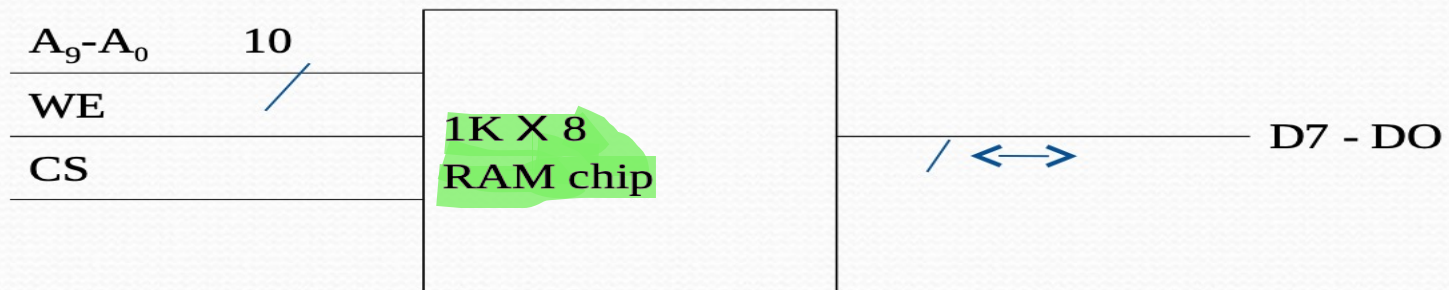 A₉-A₀ 10
WE
CS
1K X 8
RAM chip
D7 - DO